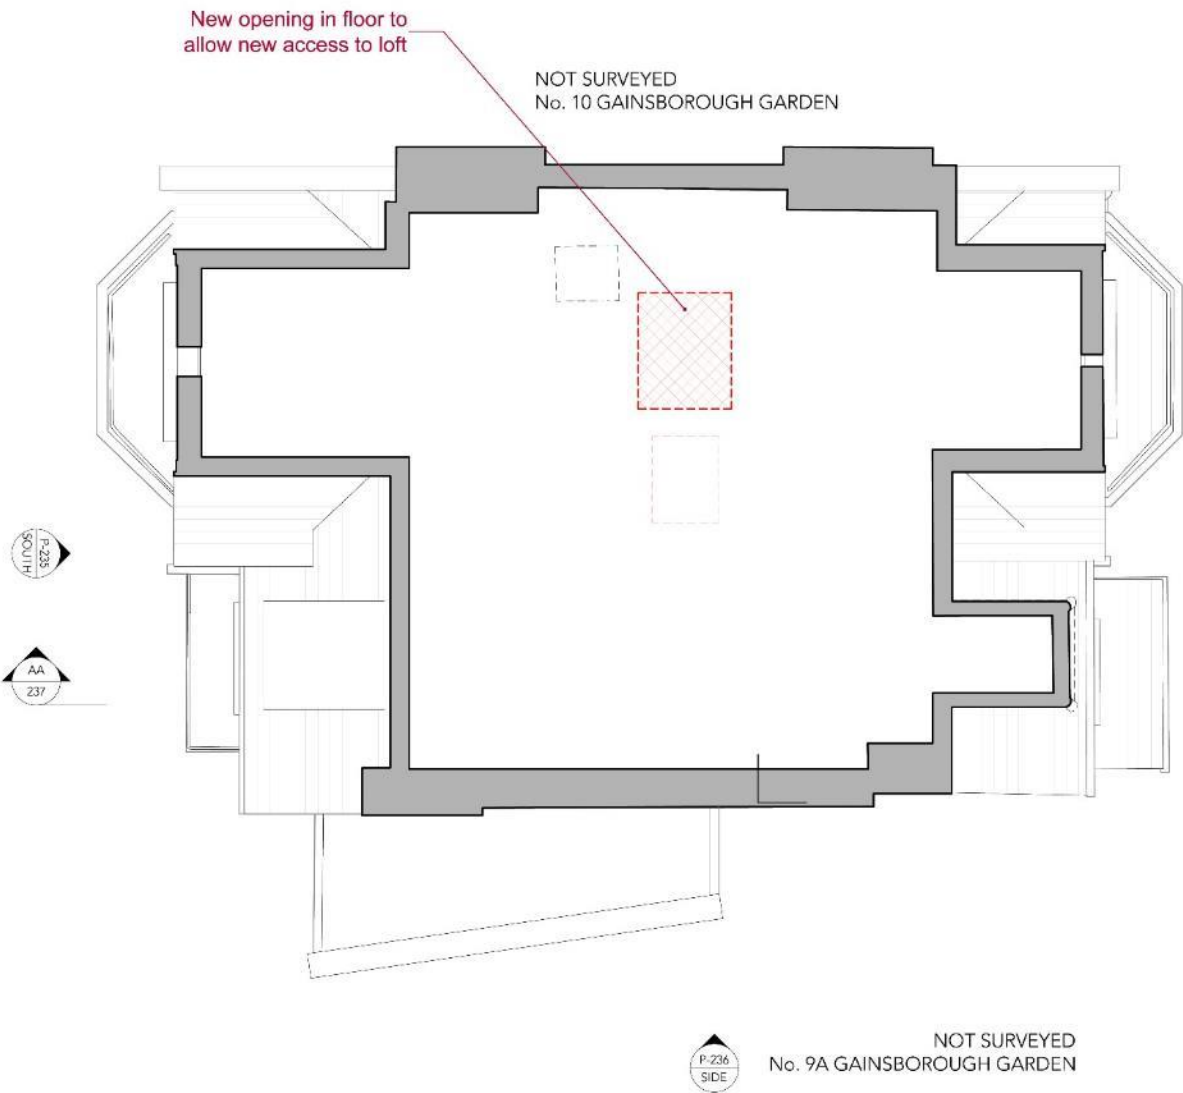 New opening in floor to
allow new access to loft
NOT SURVEYED
No. 10 GAINSBOROUGH GARDEN
P-235
SOUTH
AA
237
P-236
SIDE
NOT SURVEYED
No. 9A GAINSBOROUGH GARDEN